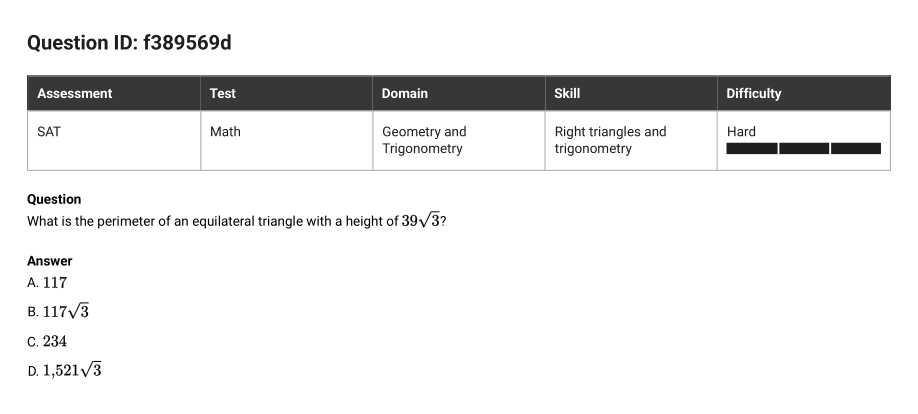 Question ID: f389569d
Assessment Test Domain Skill Difficulty
SAT Math Geometry and Trigonometry Right triangles and trigonometry Hard
Question
What is the perimeter of an equilateral triangle with a height of 39√3?
Answer
A. 117
B. 117√3
C. 234
D. 1,521√3